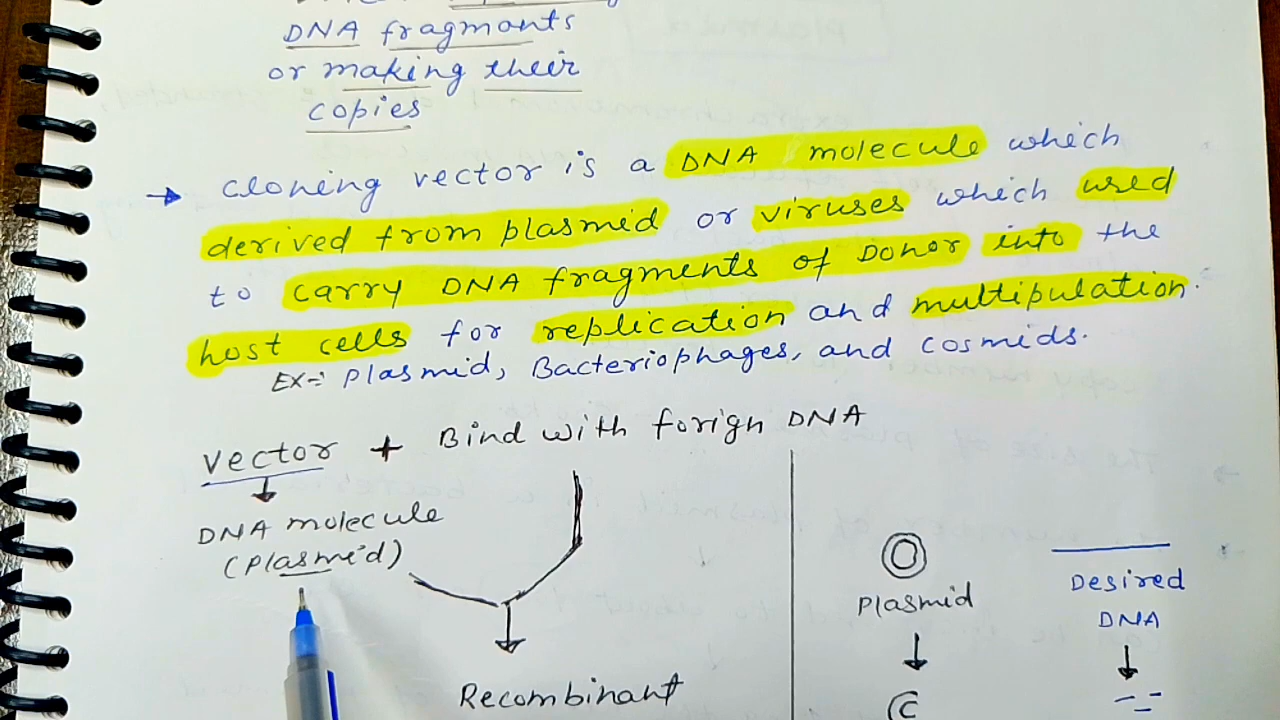 DNA fragmants
or making their
copies
→ cloning vector is a DNA molecule which
derived from plasmid or viruses which used
to carry DNA fragments of Donor into the
host cells for replication and multipulation.
EX-: Plasmid, Bacteriophages, and cosmids.
vector + Bind with forign DNA
DNA molecule
(Plasmid)
Recombinant
Plasmid
Desired
DNA